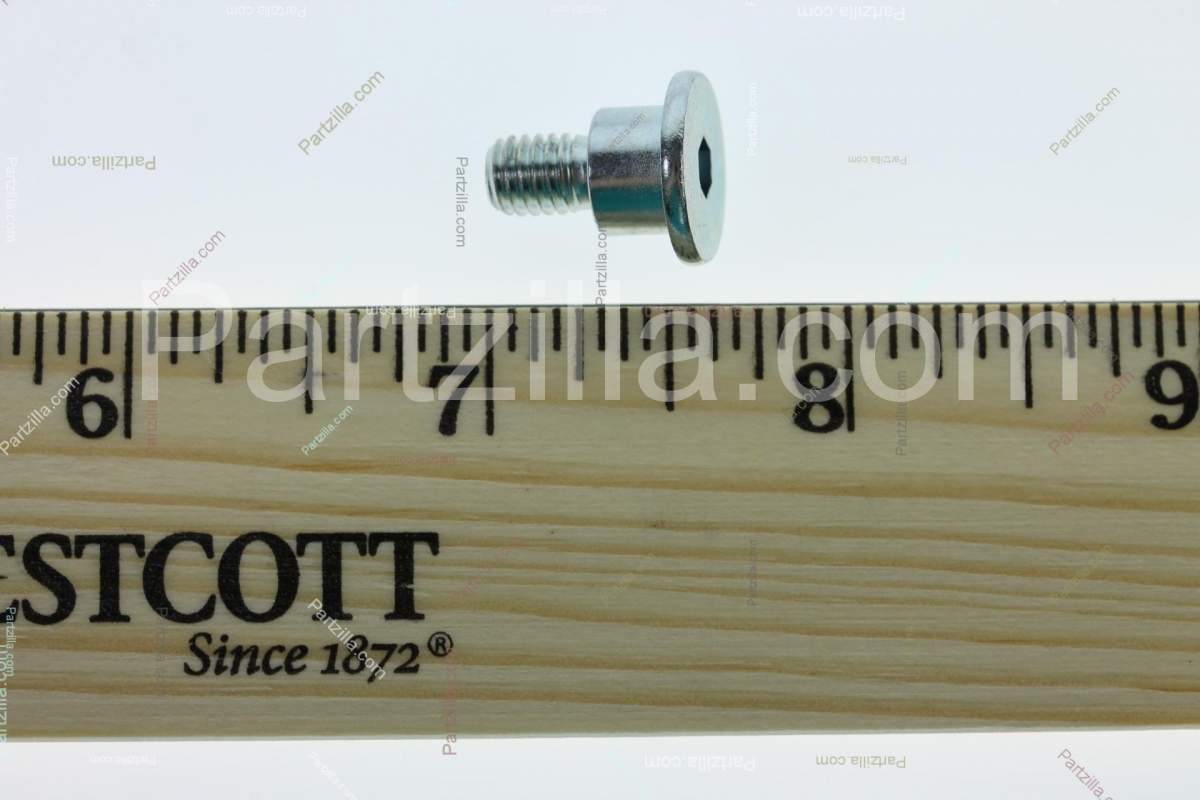 Partzilla.com
6 7 8 9
ESTCOTT
Since 1872®